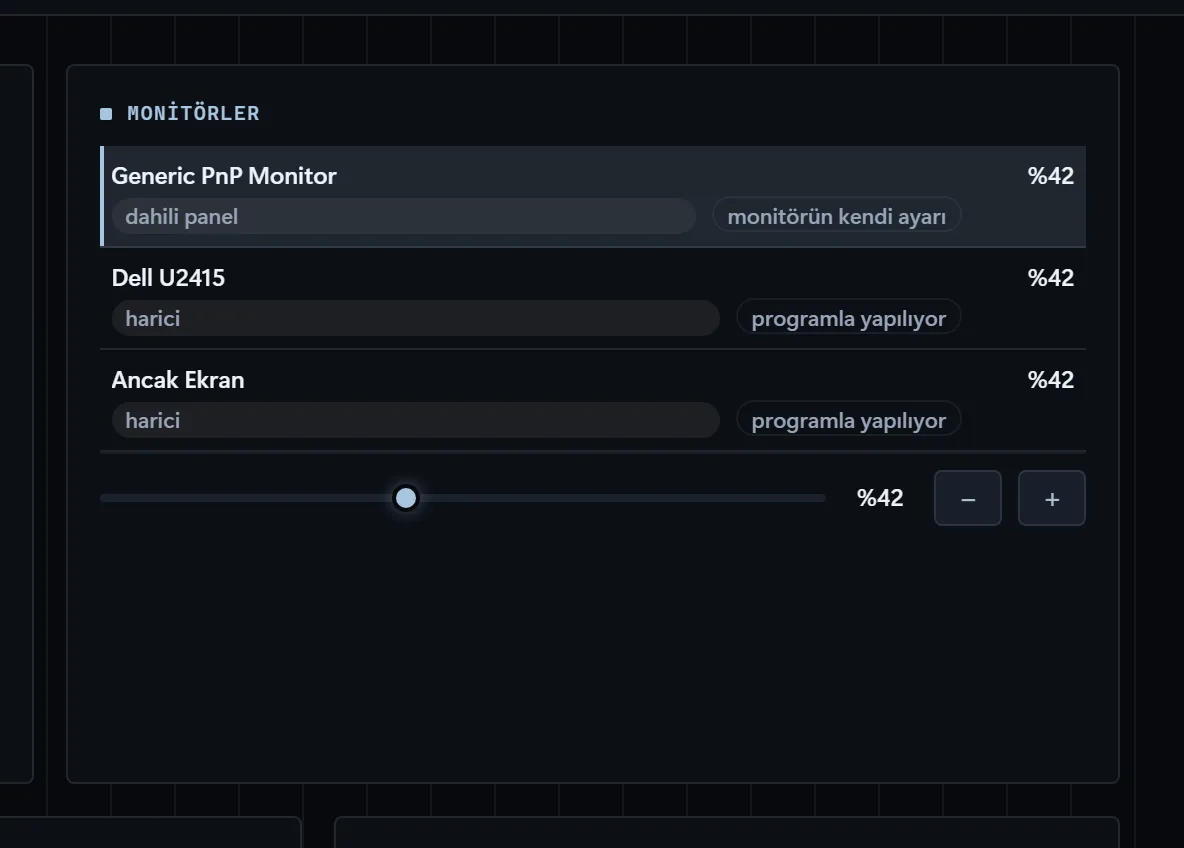 MONİTÖRLER
Generic PnP Monitor %42
dahili panel monitörün kendi ayarı
Dell U2415 %42
harici programla yapılıyor
Ancak Ekran %42
harici programla yapılıyor
%42 − +